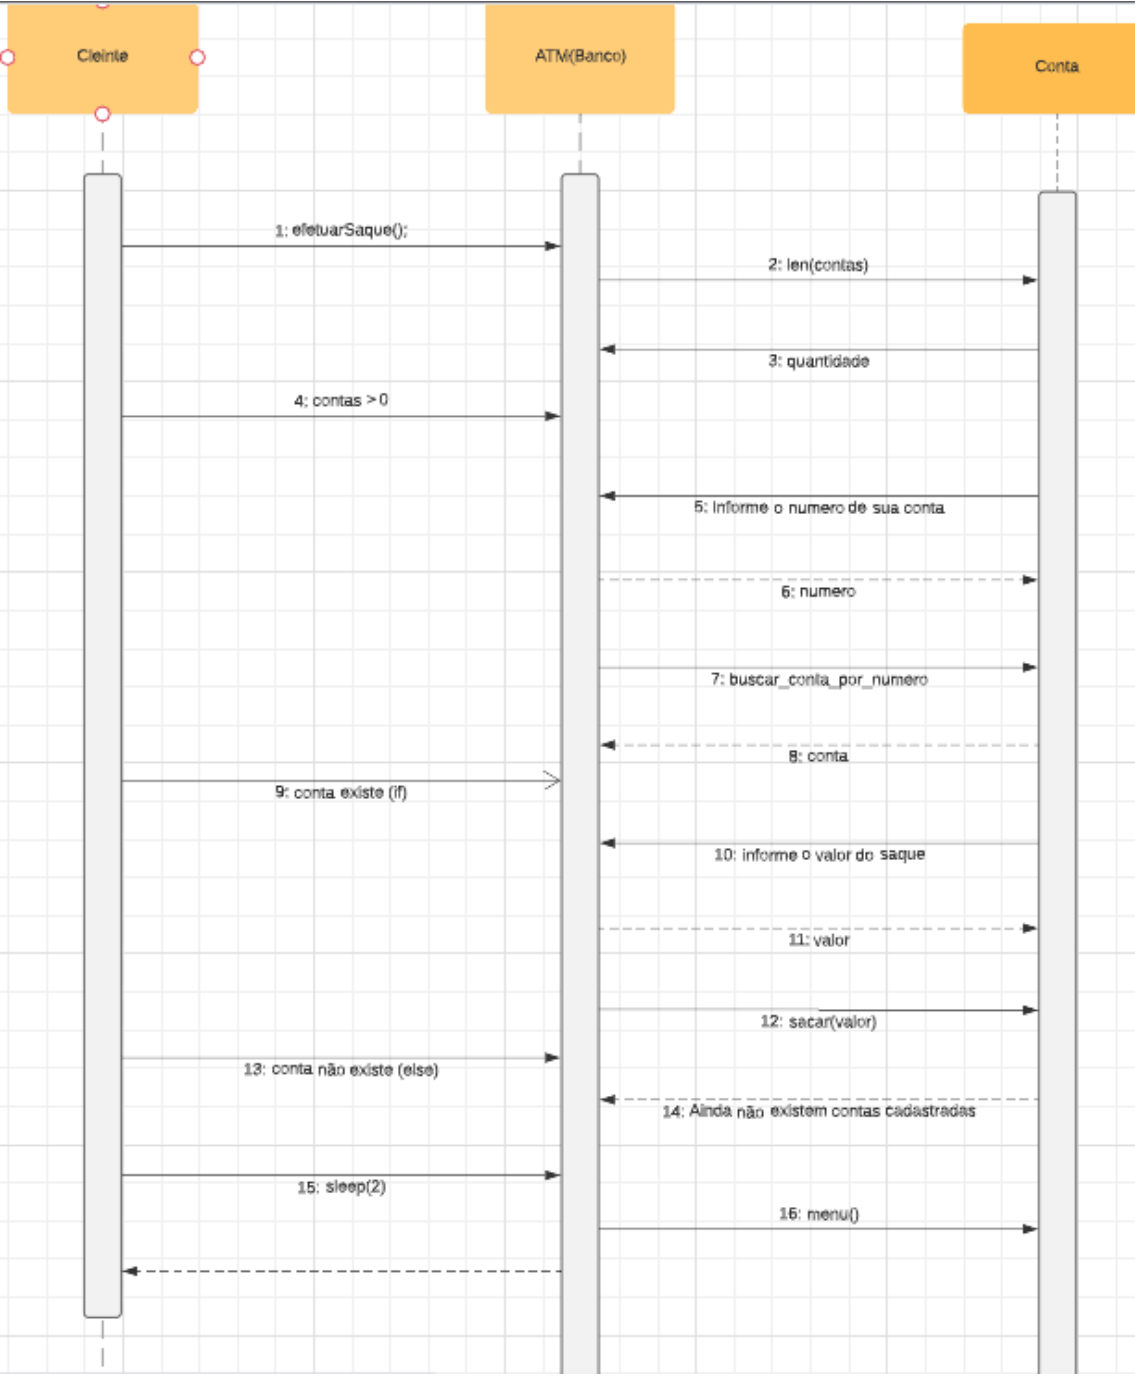 Cleinte
ATM(Banco)
Conta
1: efetuarSaque();
2: len(contas)
3: quantidade
4: contas > 0
5: Informe o numero de sua conta
6: numero
7: buscar_conta_por_numero
8: conta
9: conta existe (if)
10: informe o valor do saque
11: valor
12: sacar(valor)
13: conta não existe (else)
14: Ainda não existem contas cadastradas
15: sleep(2)
16: menu()